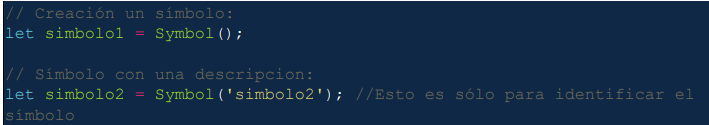 // Creación un símbolo:
let simbolo1 = Symbol();
// Símbolo con una descripcion:
let simbolo2 = Symbol('simbolo2'); //Esto es sólo para identificar el
símbolo